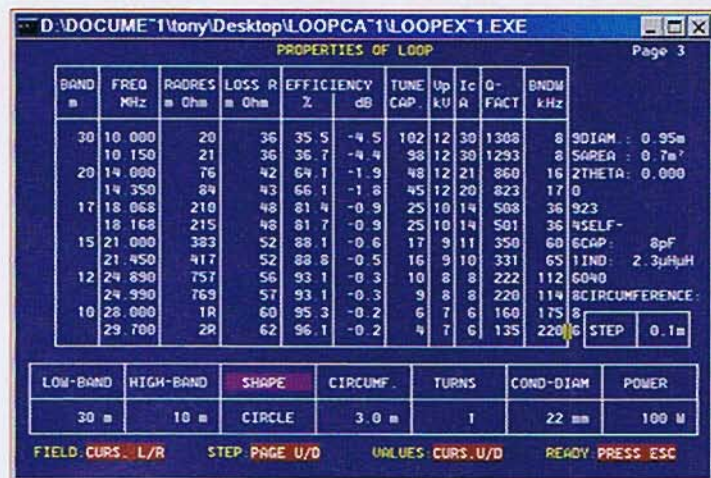 D:\DOCUME~1\tony\Desktop\LOOPCA~1\LOOPEX~1.EXE
PROPERTIES OF LOOP Page 3
BAND FREQ RADRES LOSS R EFFICIENCY TUNE Up Ic Q-
m MHz m Ohm m Ohm % dB CAP. kV A FACT BNDW kHz
30 10.000 20 36 35.5 -4.5 102 12 30 1308 8 9DIAM.: 0.95m
10.150 21 36 36.7 -4.4 98 12 30 1293 8 5AREA : 0.7m²
20 14.000 76 42 64.1 -1.9 48 12 21 860 16 2THETA: 0.000
14.350 84 43 66.1 -1.8 45 12 20 823 17 0
17 18.068 210 48 81.4 -0.9 25 10 14 508 36 923
18.168 215 48 81.7 -0.9 25 10 14 501 36 4SELF-
15 21.000 383 52 88.1 -0.6 17 9 11 350 60 6CAP: 8pF
21.450 417 52 88.8 -0.5 16 9 10 331 65 1IND: 2.3µHµH
12 24.890 757 56 93.1 -0.3 10 8 8 222 112 6040
24.990 769 57 93.1 -0.3 9 8 8 220 114 8CIRCUMFERENCE:
10 28.000 1R 60 95.3 -0.2 6 7 6 160 175 8
29.700 2R 62 96.1 -0.2 4 7 6 135 220 6 STEP 0.1m
LOW-BAND HIGH-BAND SHAPE CIRCUMF. TURNS COND-DIAM POWER
30 m 10 m CIRCLE 3.0 m 1 22 mm 100 W
FIELD:CURS. L/R STEP:PAGE U/D VALUES:CURS.U/D READY:PRESS ESC